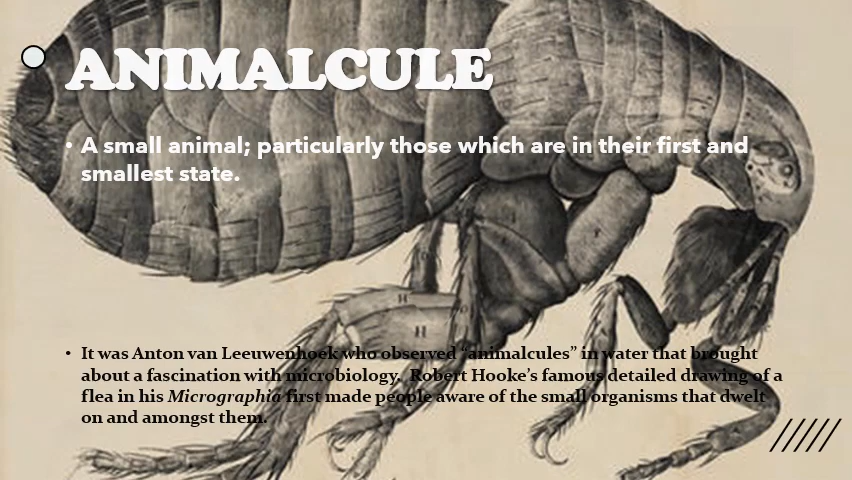 ANIMALCULE
• A small animal; particularly those which are in their first and
smallest state.
H
H
• It was Anton van Leeuwenhoek who observed “animalcules” in water that brought
about a fascination with microbiology. Robert Hooke’s famous detailed drawing of a
flea in his Micrographia first made people aware of the small organisms that dwelt
on and amongst them.